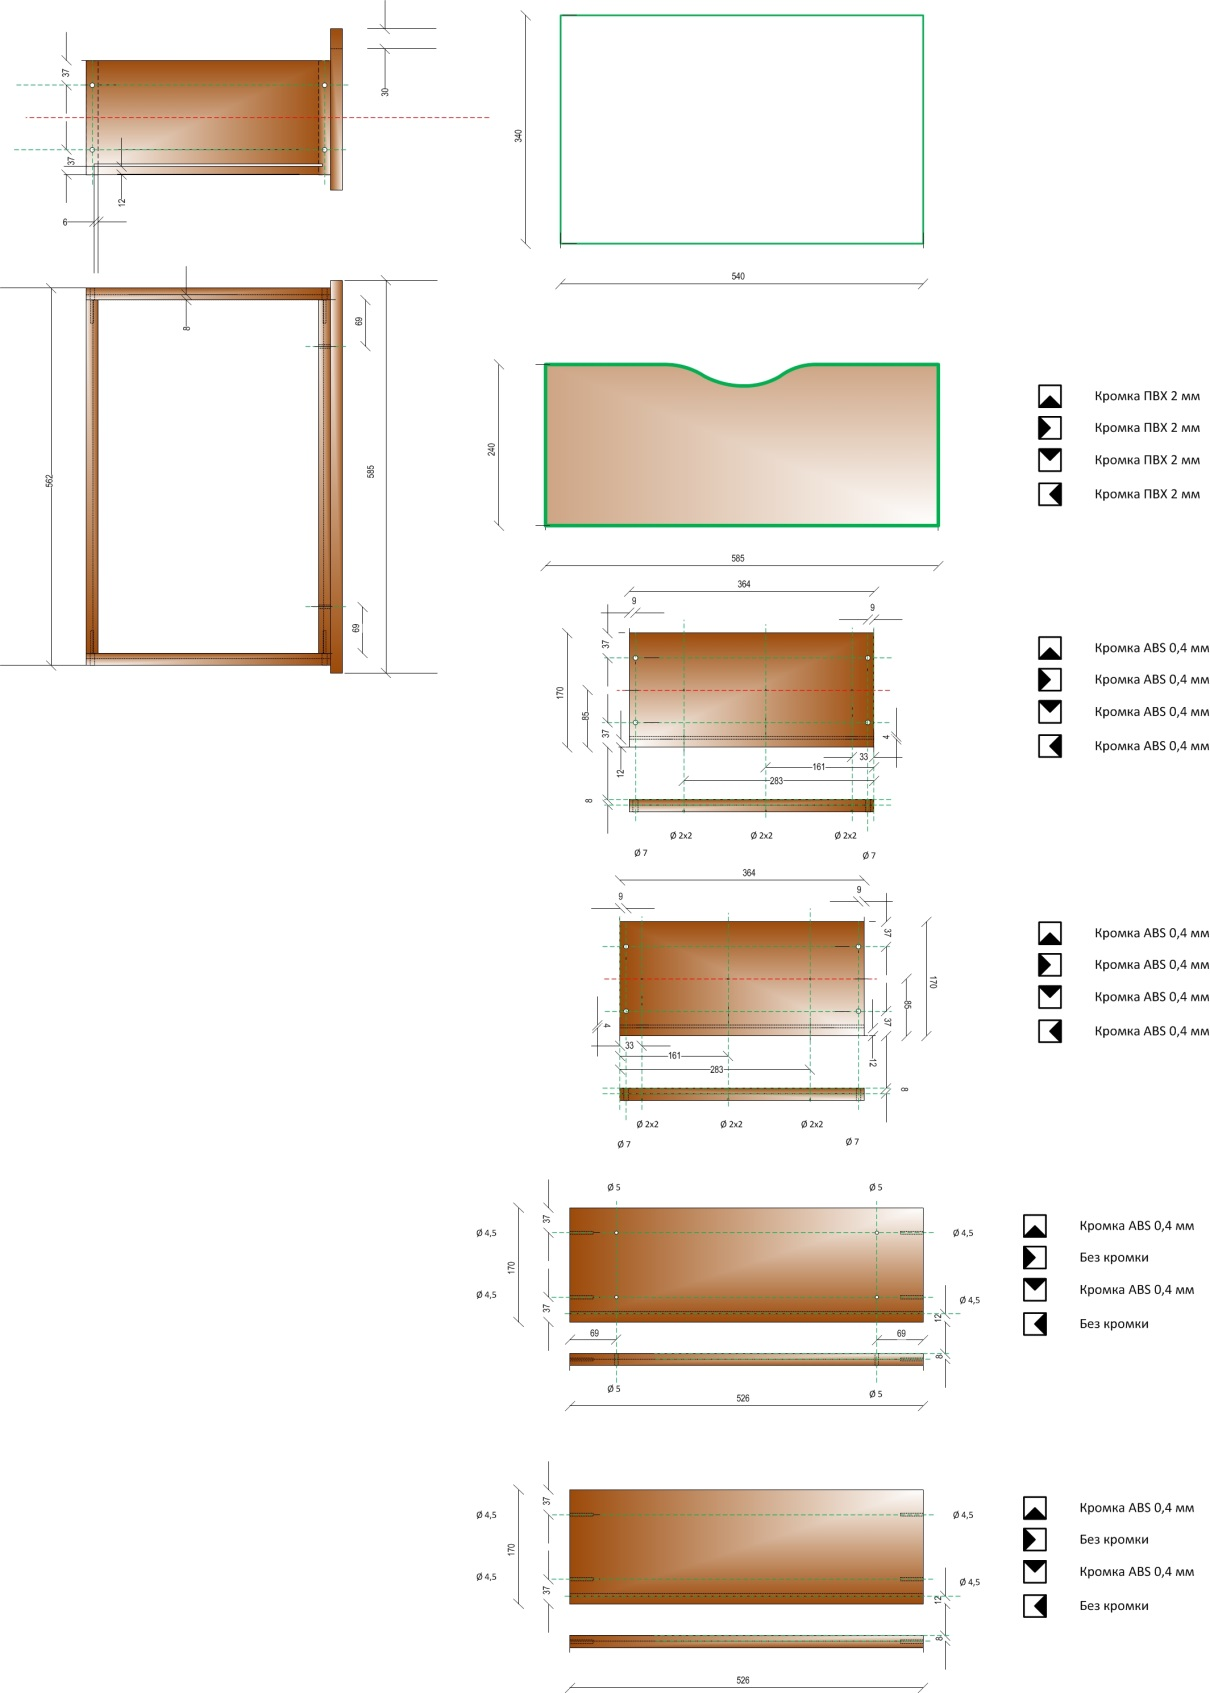 37
30
37
12
6
340
540
8
69
562
585
69
240
585
Кромка ПВХ 2 мм
Кромка ПВХ 2 мм
Кромка ПВХ 2 мм
Кромка ПВХ 2 мм
364
9
9
37
170
85
37
4
12
33
161
283
8
Ø 2x2
Ø 2x2
Ø 2x2
Ø 7
Ø 7
Кромка ABS 0,4 мм
Кромка ABS 0,4 мм
Кромка ABS 0,4 мм
Кромка ABS 0,4 мм
364
9
9
37
170
85
37
4
12
33
161
283
8
Ø 2x2
Ø 2x2
Ø 2x2
Ø 7
Ø 7
Кромка ABS 0,4 мм
Кромка ABS 0,4 мм
Кромка ABS 0,4 мм
Кромка ABS 0,4 мм
Ø 5
Ø 5
37
Ø 4,5
Ø 4,5
170
Ø 4,5
Ø 4,5
37
12
69
69
8
Ø 5
Ø 5
526
Кромка ABS 0,4 мм
Без кромки
Кромка ABS 0,4 мм
Без кромки
37
Ø 4,5
Ø 4,5
170
Ø 4,5
Ø 4,5
37
12
8
526
Кромка ABS 0,4 мм
Без кромки
Кромка ABS 0,4 мм
Без кромки